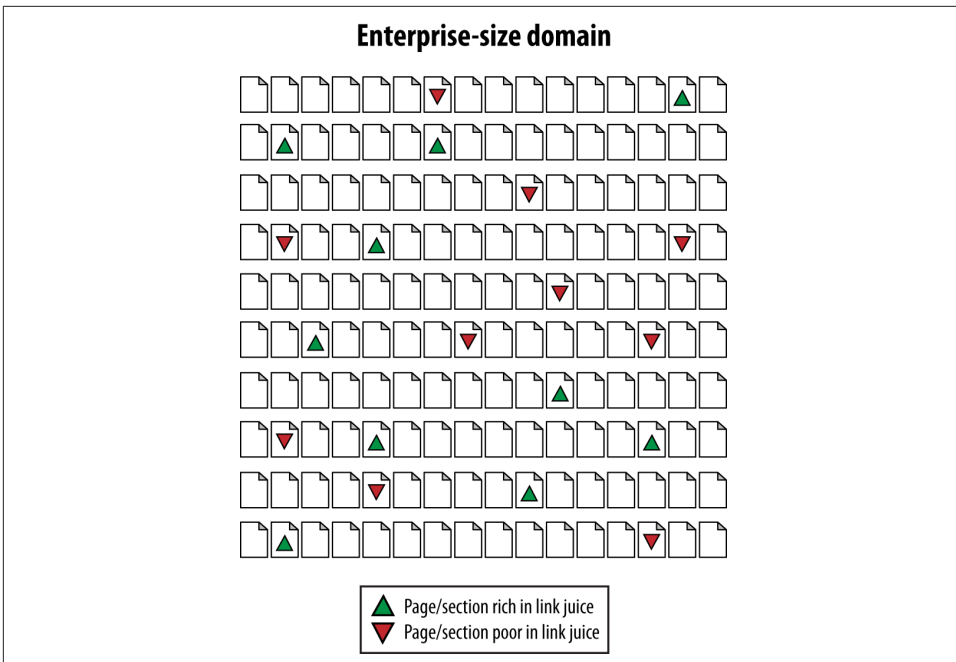 Enterprise-size domain
Page/section rich in link juice
Page/section poor in link juice